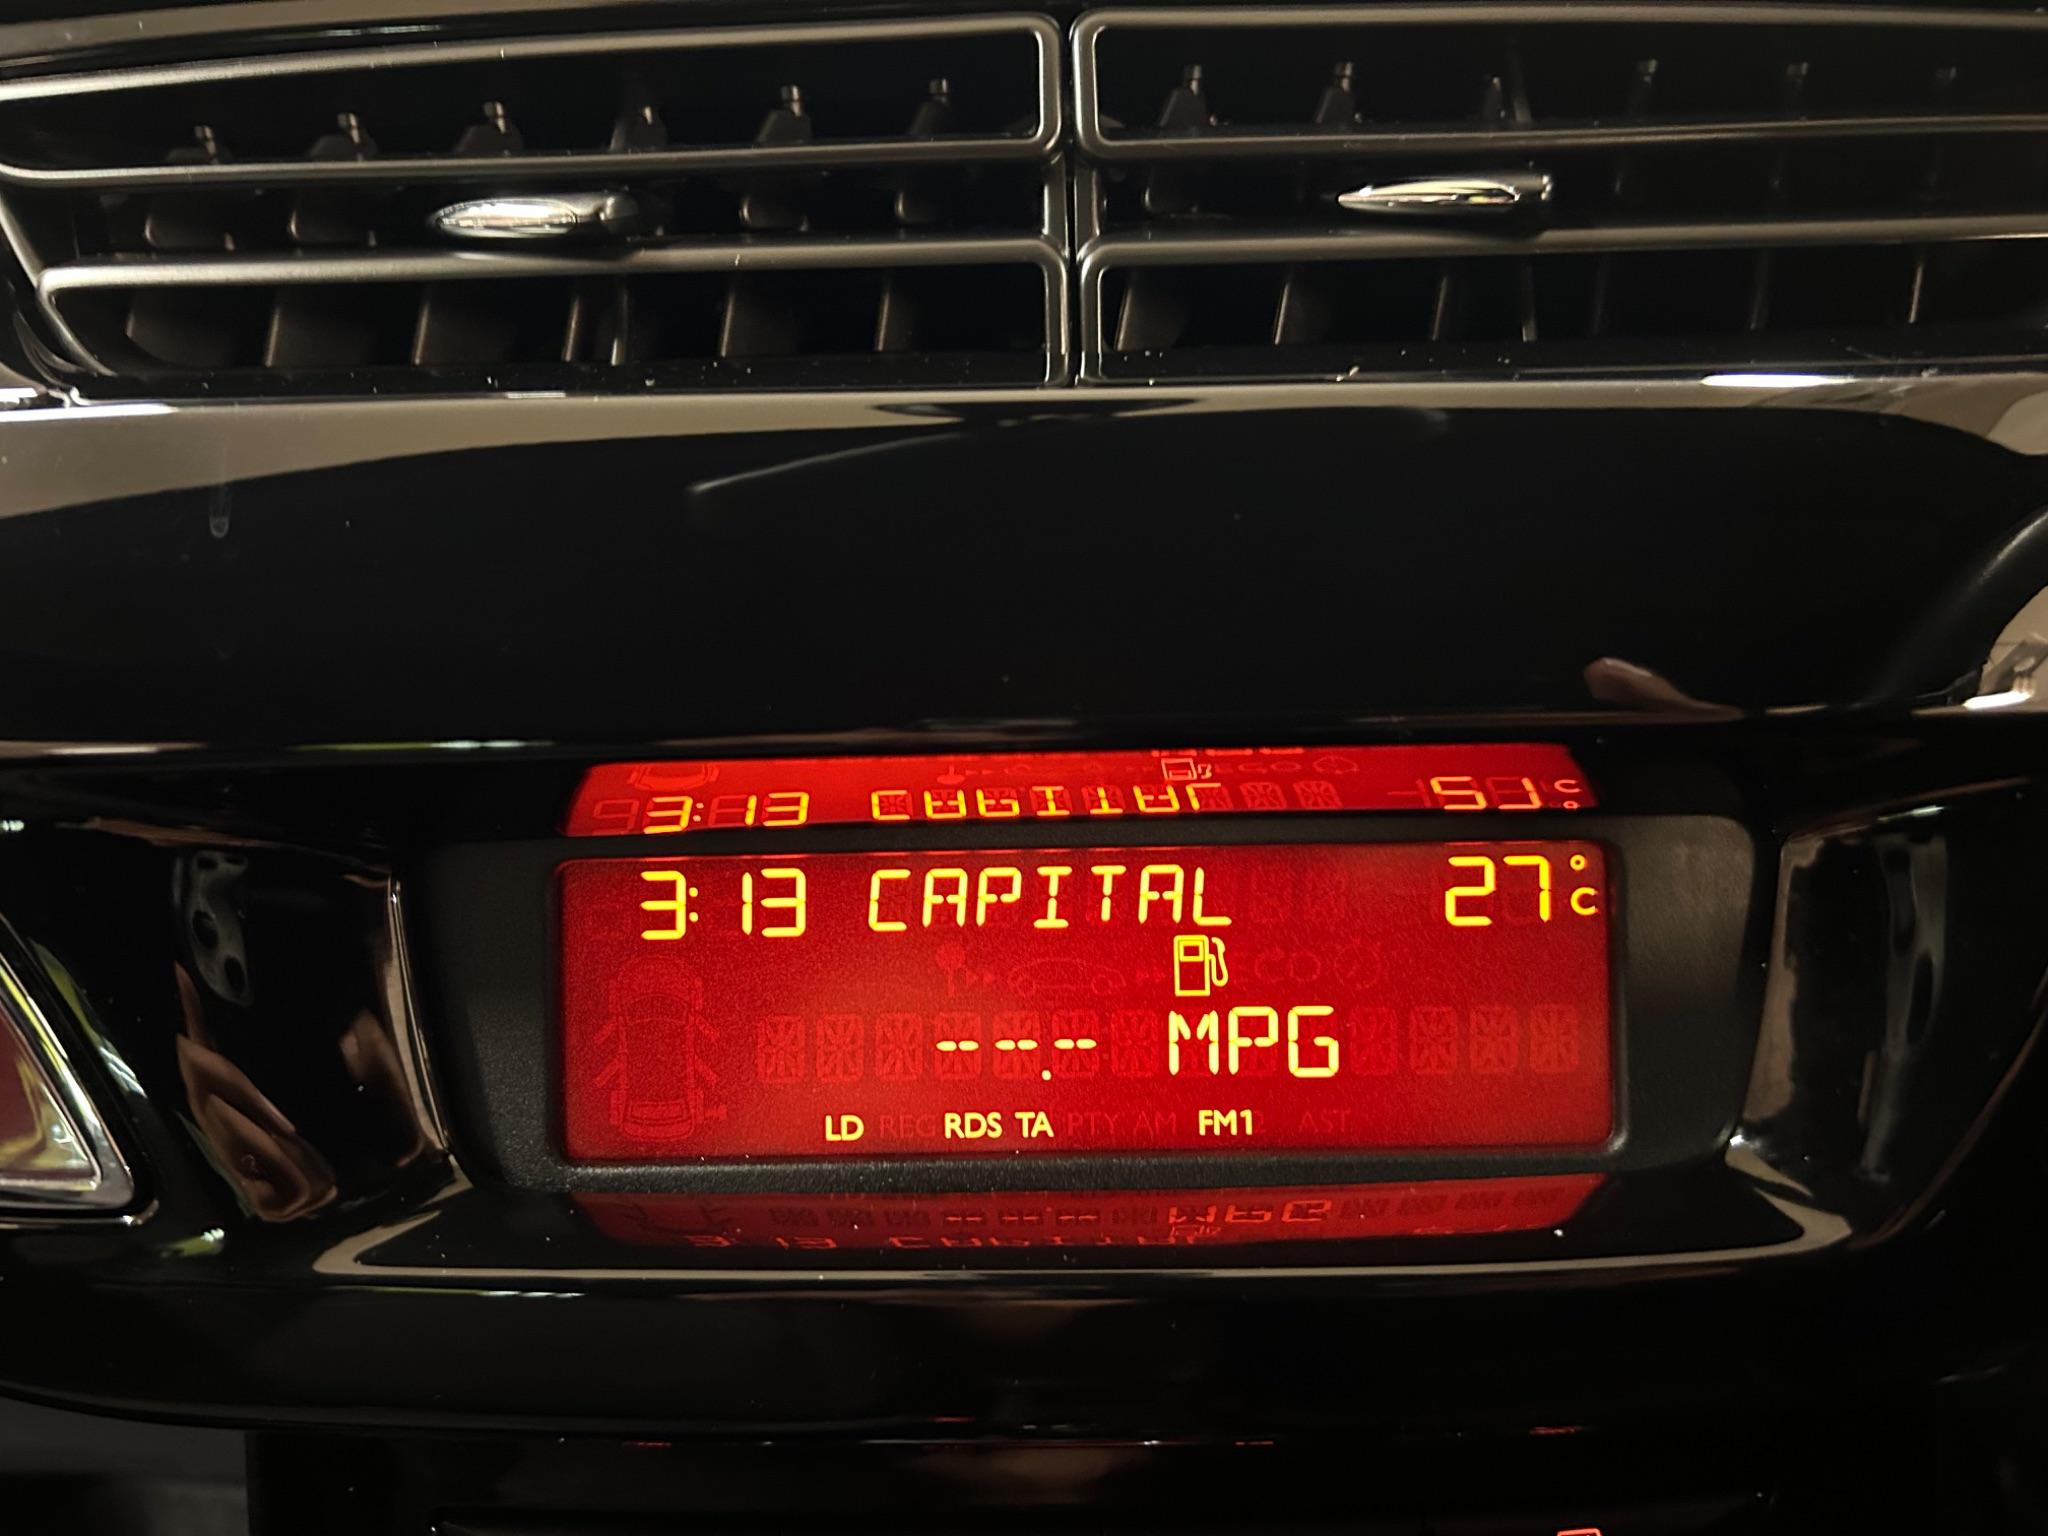 3:13 CAPITAL 27°C
--.- MPG
LD REG RDS TA PTY AM FM1 AST